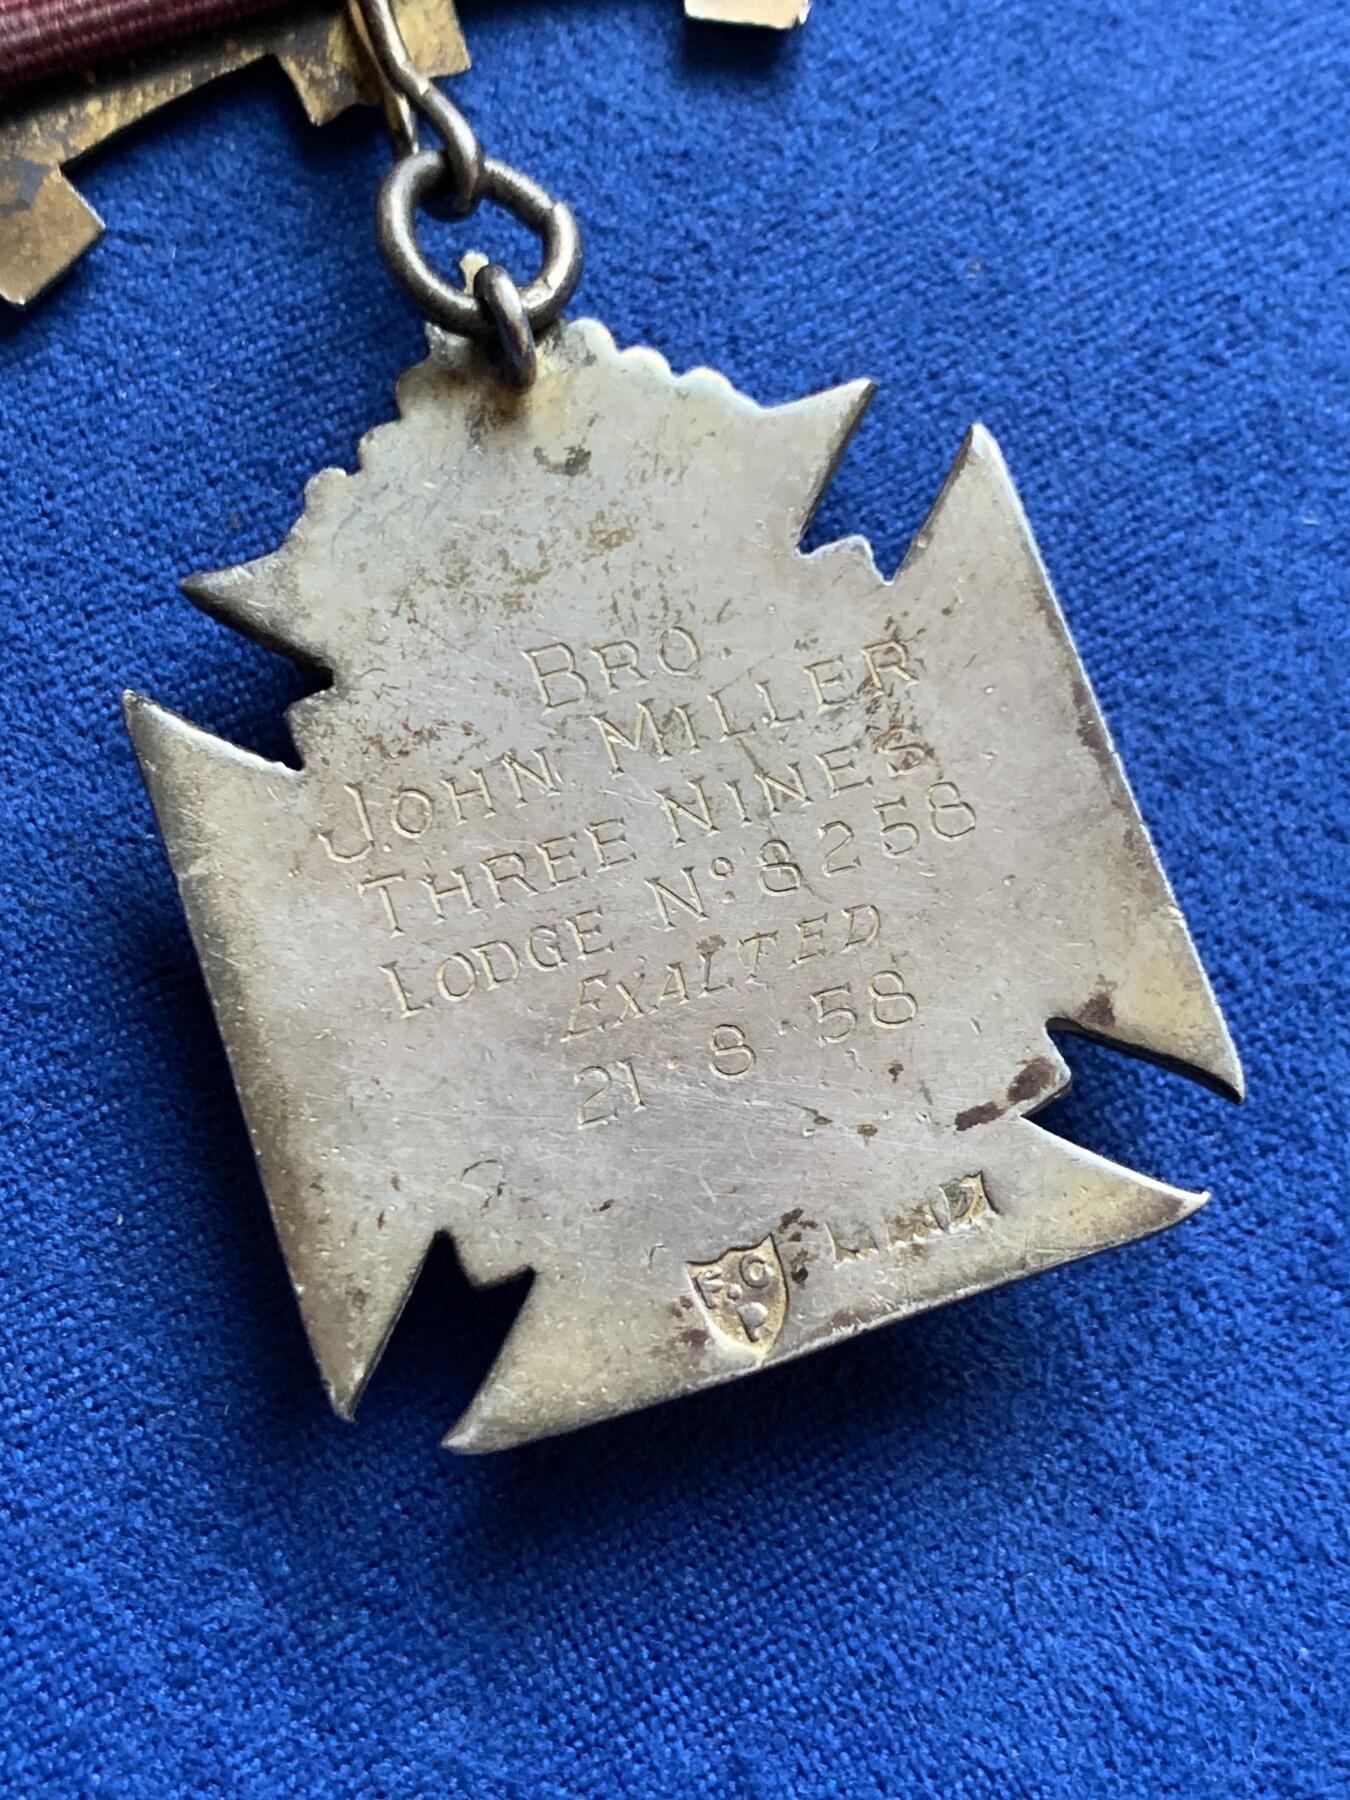 BRO.
JOHN MILLER
THREE NINES
LODGE Nº 8258
EXALTED
21·8·58
F.C
P